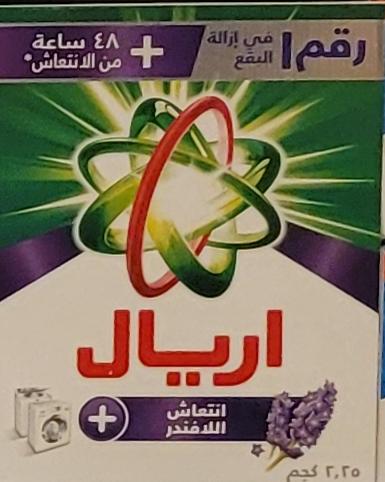 رقم ١ في إزالة
البقع
+ ٤٨ ساعة
من الانتعاش*
اريال
+ انتعاش
اللافندر
٢,٢٥ كجم